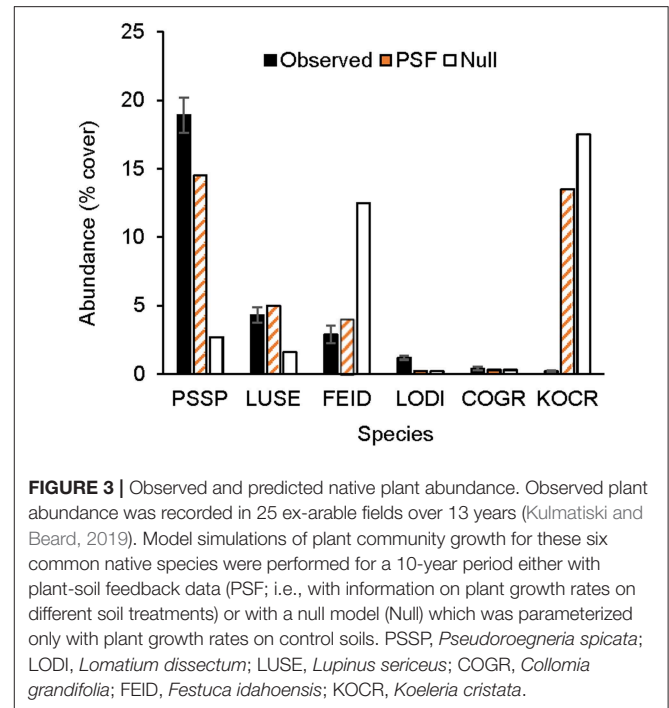 25
20
15
10
5
0
Abundance (% cover)
Observed PSF Null
PSSP LUSE FEID LODI COGR KOCR
Species
FIGURE 3 | Observed and predicted native plant abundance. Observed plant
abundance was recorded in 25 ex-arable fields over 13 years (Kulmatiski and
Beard, 2019). Model simulations of plant community growth for these six
common native species were performed for a 10-year period either with
plant-soil feedback data (PSF; i.e., with information on plant growth rates on
different soil treatments) or with a null model (Null) which was parameterized
only with plant growth rates on control soils. PSSP, Pseudoroegneria spicata;
LODI, Lomatium dissectum; LUSE, Lupinus sericeus; COGR, Collomia
grandifolia; FEID, Festuca idahoensis; KOCR, Koeleria cristata.